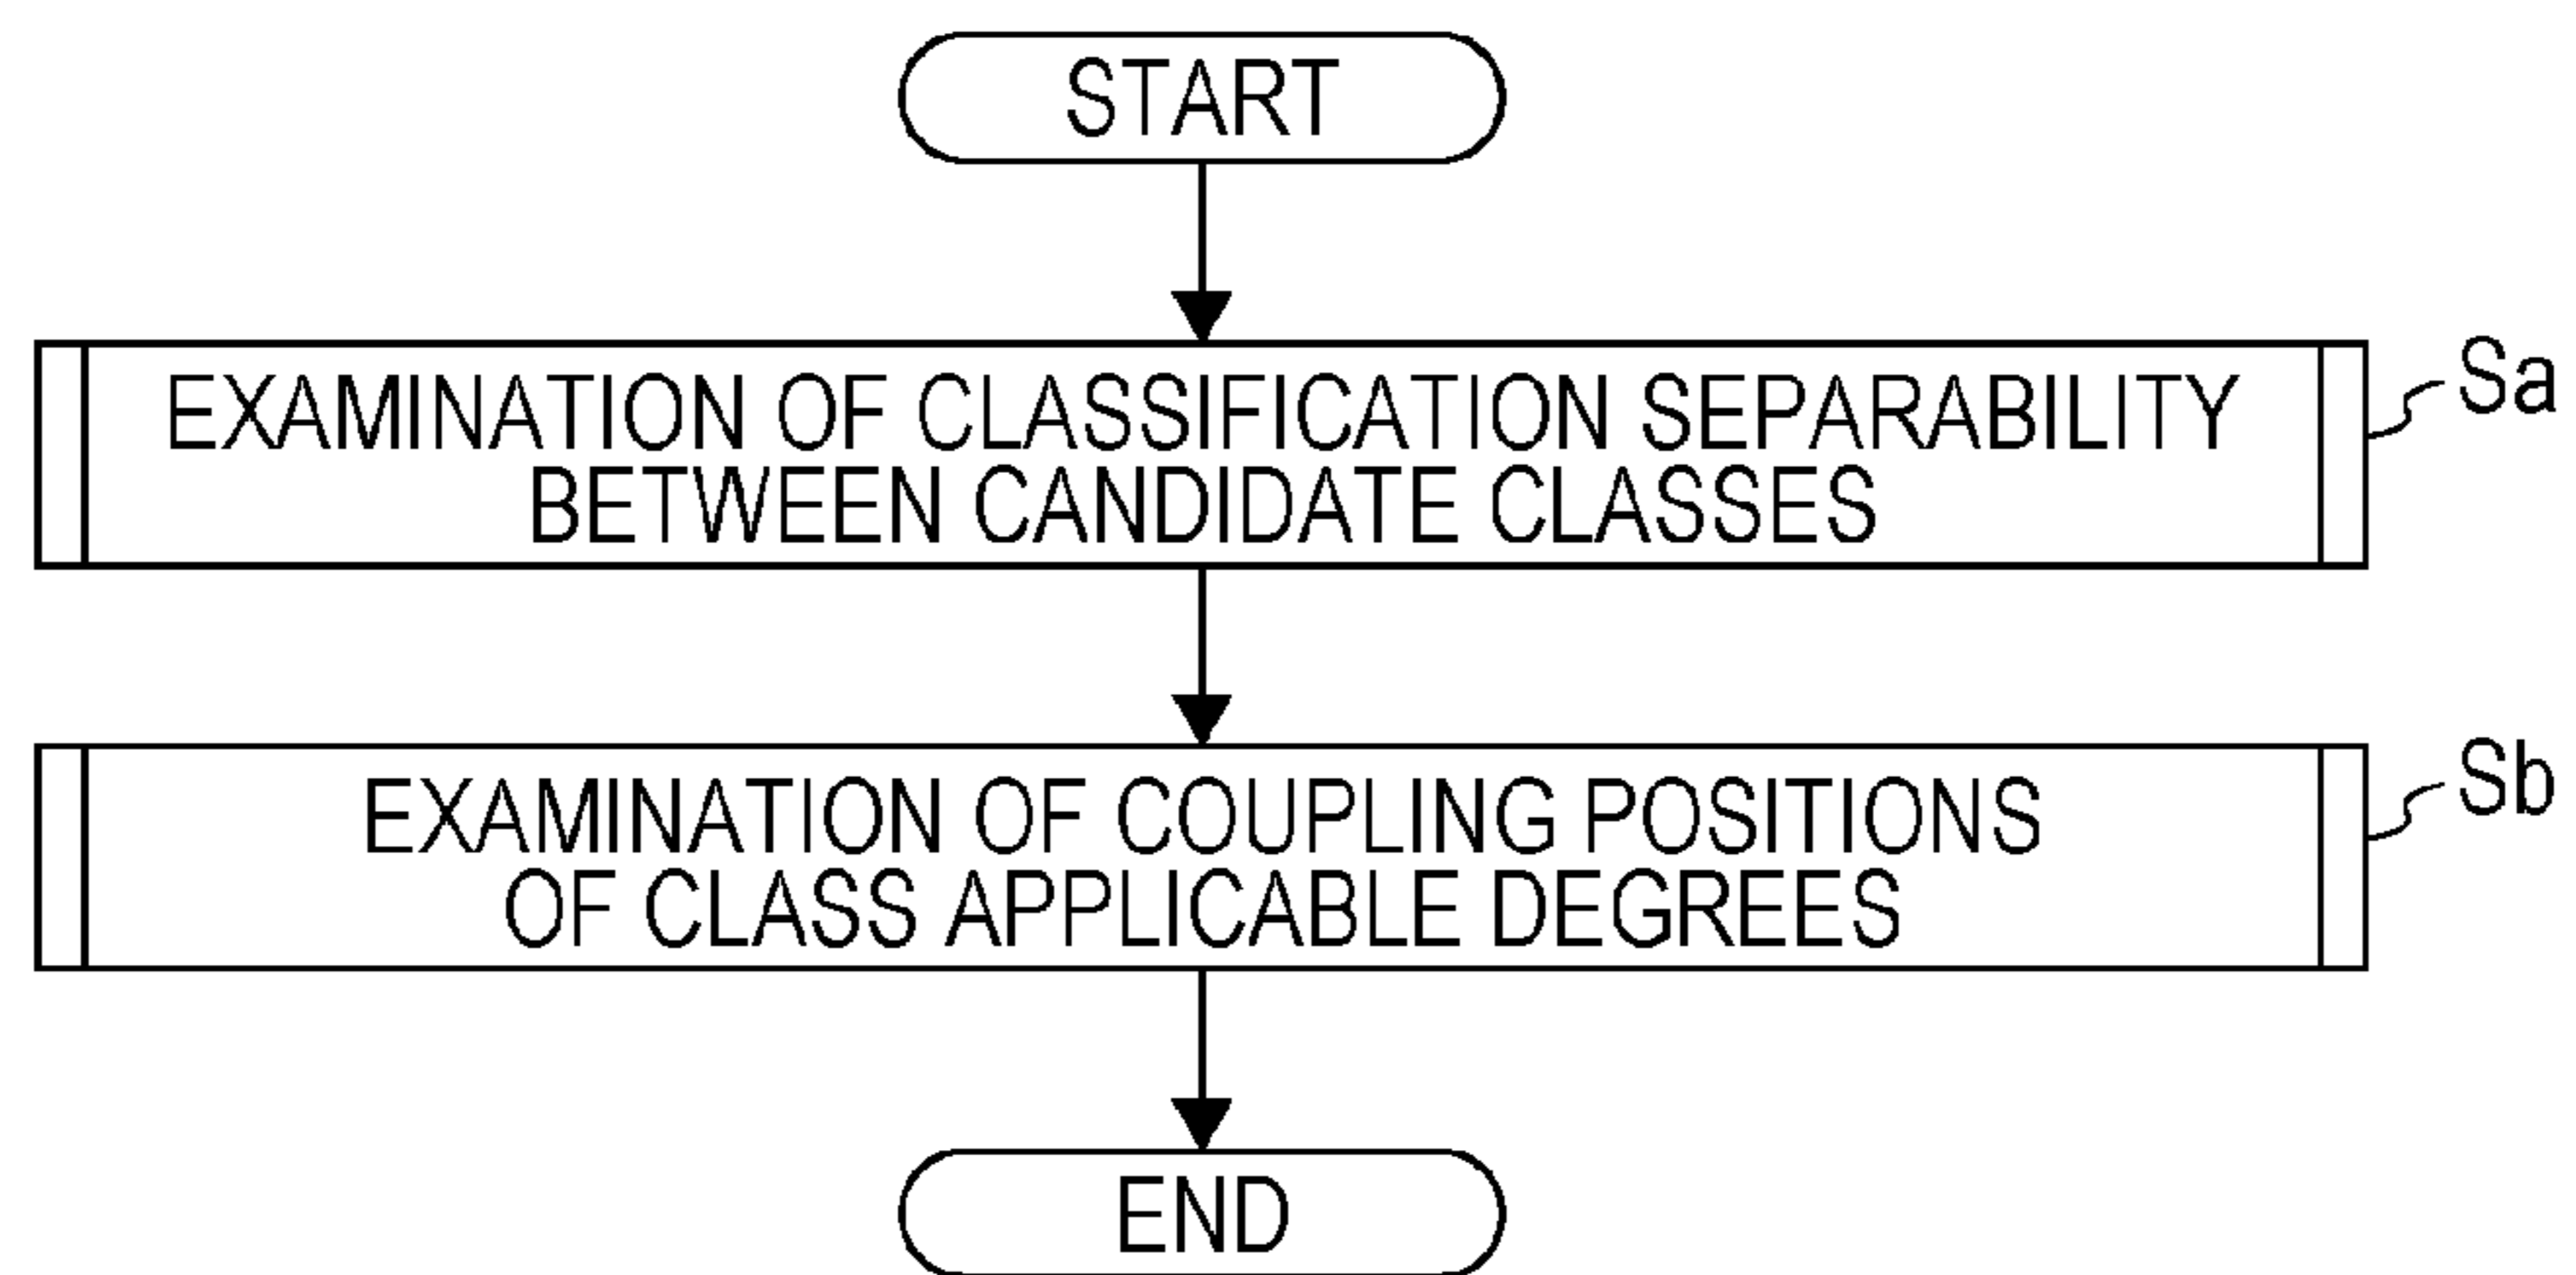 START
EXAMINATION OF CLASSIFICATION SEPARABILITY
BETWEEN CANDIDATE CLASSES
Sa
EXAMINATION OF COUPLING POSITIONS
OF CLASS APPLICABLE DEGREES
Sb
END